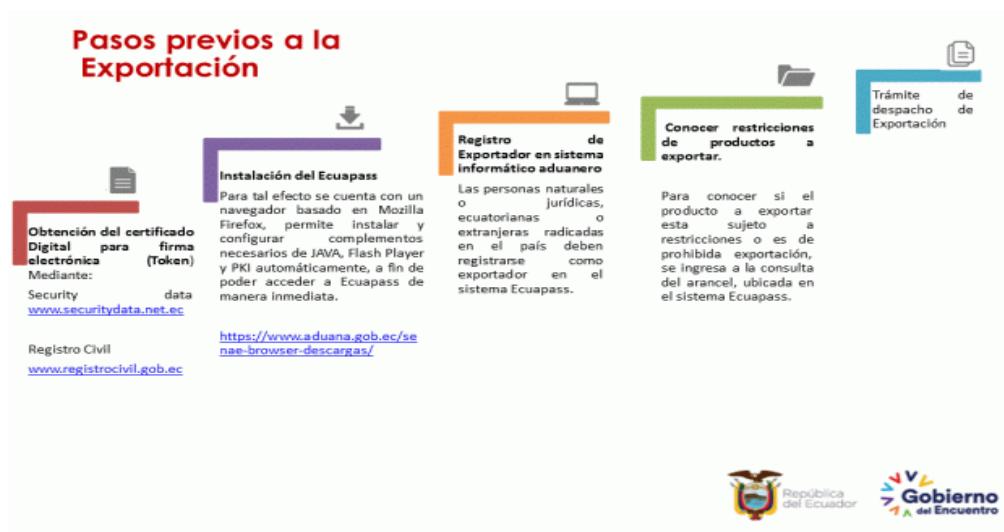 Pasos previos a la
Exportación
Obtención del certificado
Digital para firma
electrónica (Token)
Mediante:
Security data
www.securitydata.net.ec
Registro Civil
www.registrocivil.gob.ec
Instalación del Ecuapass
Para tal efecto se cuenta con un
navegador basado en Mozilla
Firefox, permite instalar y
configurar complementos
necesarios de JAVA, Flash Player
y PKI automáticamente, a fin de
poder acceder a Ecuapass de
manera inmediata.
https://www.aduana.gob.ec/se
nae-browser-descargas/
Registro de
Exportador en sistema
informático aduanero
Las personas naturales
o jurídicas,
ecuatorianas o
extranjeras radicadas
en el país deben
registrarse como
exportador en el
sistema Ecuapass.
Conocer restricciones
de productos a
exportar.
Para conocer si el
producto a exportar
esta sujeto a
restricciones o es de
prohibida exportación,
se ingresa a la consulta
del arancel, ubicada en
el sistema Ecuapass.
Trámite de
despacho de
Exportación
República
del Ecuador
Gobierno
del Encuentro